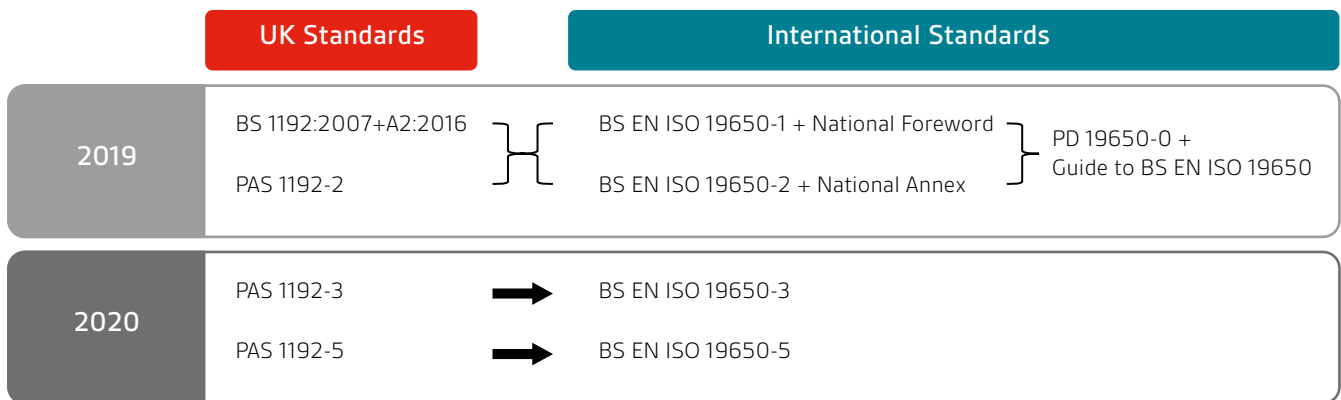 UK Standards
International Standards
2019
BS 1192:2007+A2:2016
BS EN ISO 19650-1 + National Foreword
PAS 1192-2
BS EN ISO 19650-2 + National Annex
PD 19650-0 +
Guide to BS EN ISO 19650
2020
PAS 1192-3
BS EN ISO 19650-3
PAS 1192-5
BS EN ISO 19650-5